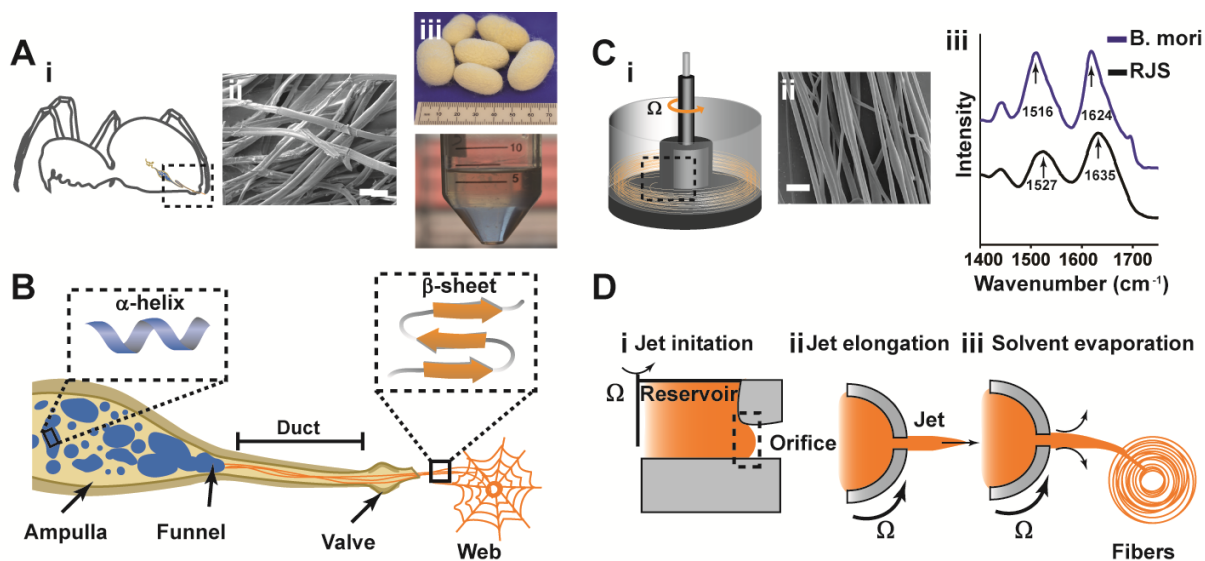 A
i
ii
iii
10
5
C
i
Ω
ii
iii
B. mori
RJS
1516
1624
1527
1635
Intensity
1400 1500 1600 1700
Wavenumber (cm⁻¹)
B
α-helix
β-sheet
Duct
Ampulla
Funnel
Valve
Web
D
i Jet initation
Ω
Reservoir
Orifice
ii Jet elongation
Jet
Ω
iii Solvent evaporation
Ω
Fibers